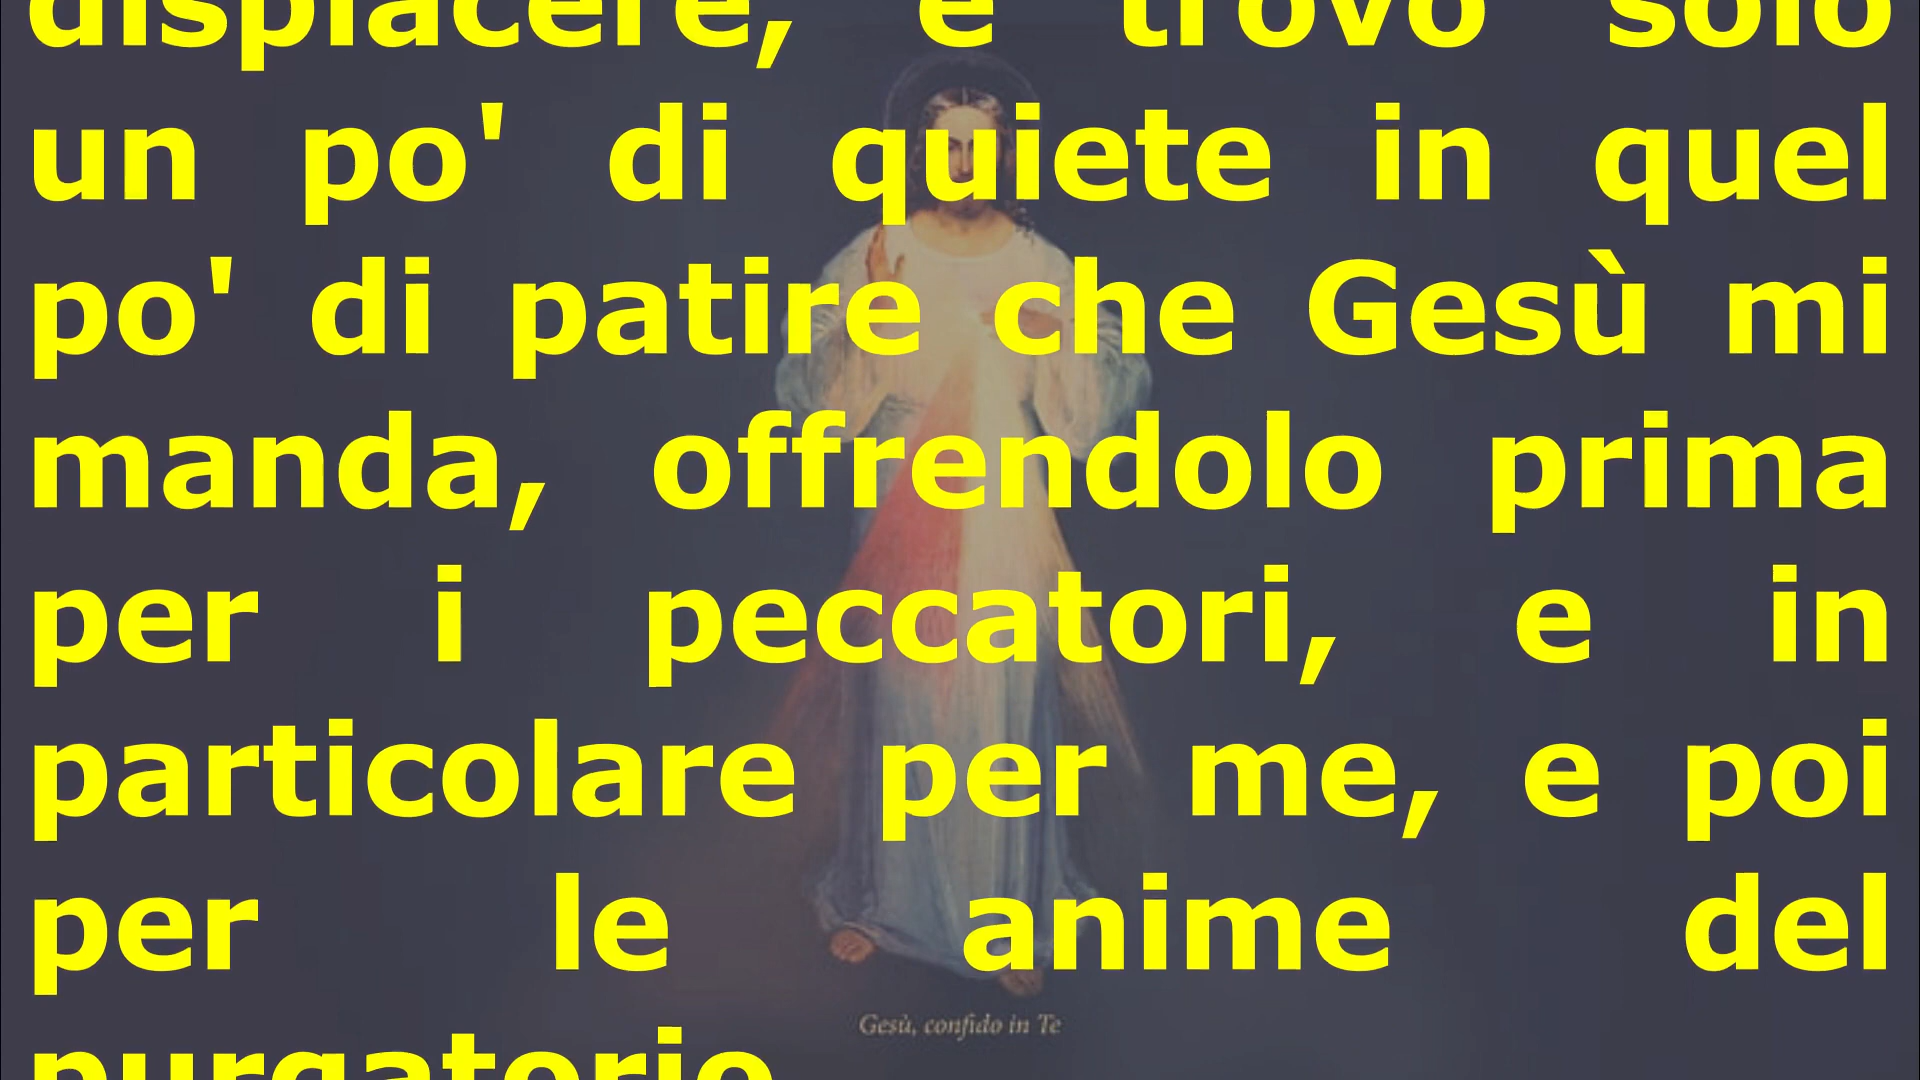 displacere, e trovo solo
un po' di quiete in quel
po' di patire che Gesù mi
manda, offrendolo prima
per i peccatori, e in
particolare per me, e poi
per le anime del
purgatorio
Gesù, confido in Te